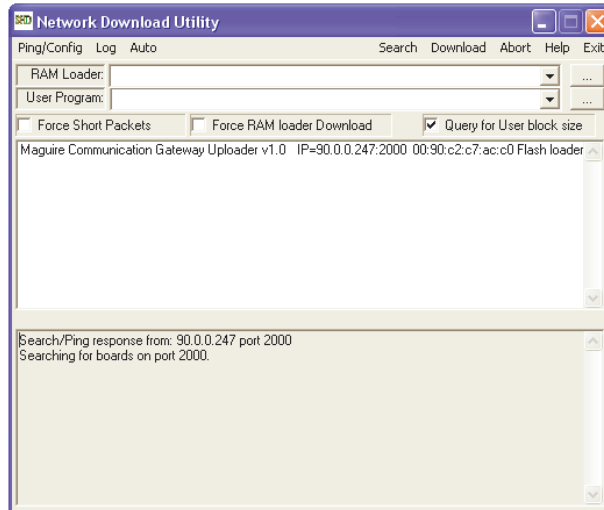 SRD Network Download Utility
Ping/Config Log Auto Search Download Abort Help Exit
RAM Loader: ...
User Program: ...
Force Short Packets Force RAM loader Download Query for User block size
Maguire Communication Gateway Uploader v1.0 IP=90.0.0.247:2000 00:90:c2:c7:ac:c0 Flash loader
Search/Ping response from: 90.0.0.247 port 2000
Searching for boards on port 2000.